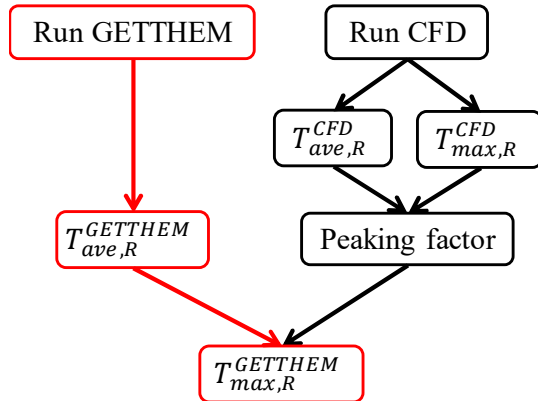 Run GETTHEM
Run CFD
T_{ave,R}^{CFD}
T_{max,R}^{CFD}
T_{ave,R}^{GETTHEM}
Peaking factor
T_{max,R}^{GETTHEM}